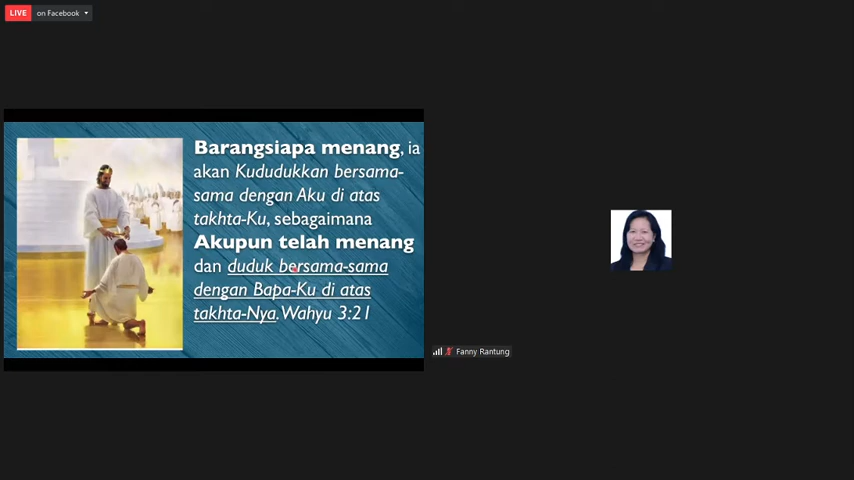 LIVE on Facebook
Barangsiapa menang, ia
akan Kududukkan bersama-
sama dengan Aku di atas
takhta-Ku, sebagaimana
Akupun telah menang
dan duduk bersama-sama
dengan Bapa-Ku di atas
takhta-Nya. Wahyu 3:21
Fanny Rantung